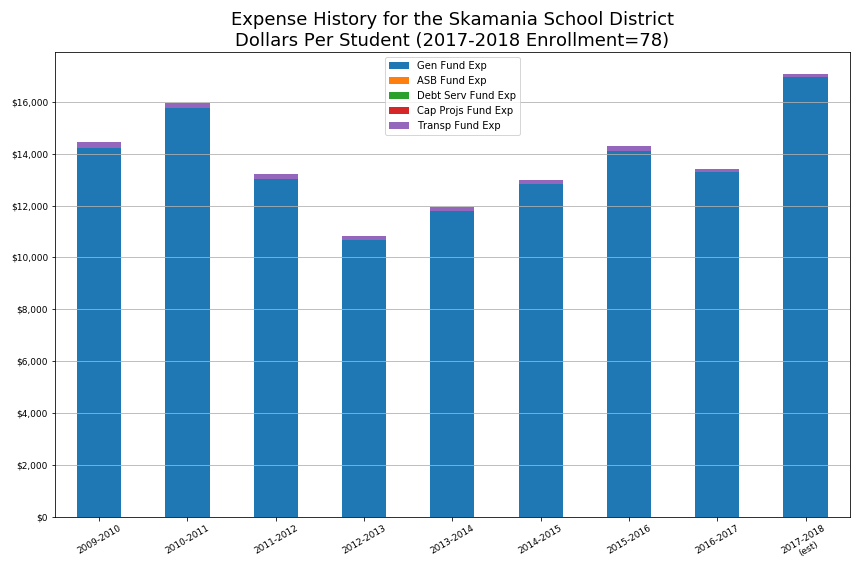 Expense History for the Skamania School District
Dollars Per Student (2017-2018 Enrollment=78)
Gen Fund Exp
ASB Fund Exp
Debt Serv Fund Exp
Cap Projs Fund Exp
Transp Fund Exp
$16,000
$14,000
$12,000
$10,000
$8,000
$6,000
$4,000
$2,000
$0
2009-2010
2010-2011
2011-2012
2012-2013
2013-2014
2014-2015
2015-2016
2016-2017
2017-2018
(est)